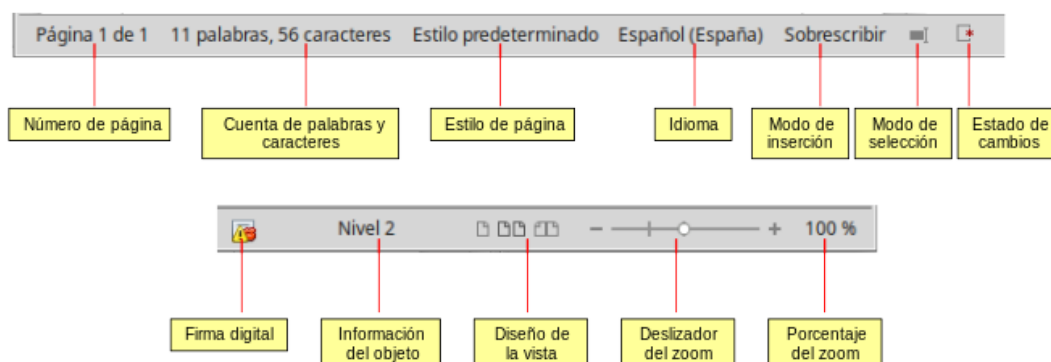 Página 1 de 1 11 palabras, 56 caracteres Estilo predeterminado Español (España) Sobrescribir
Número de página
Cuenta de palabras y
caracteres
Estilo de página
Idioma
Modo de
inserción
Modo de
selección
Estado de
cambios
Nivel 2 100 %
Firma digital
Información
del objeto
Diseño de
la vista
Deslizador
del zoom
Porcentaje
del zoom